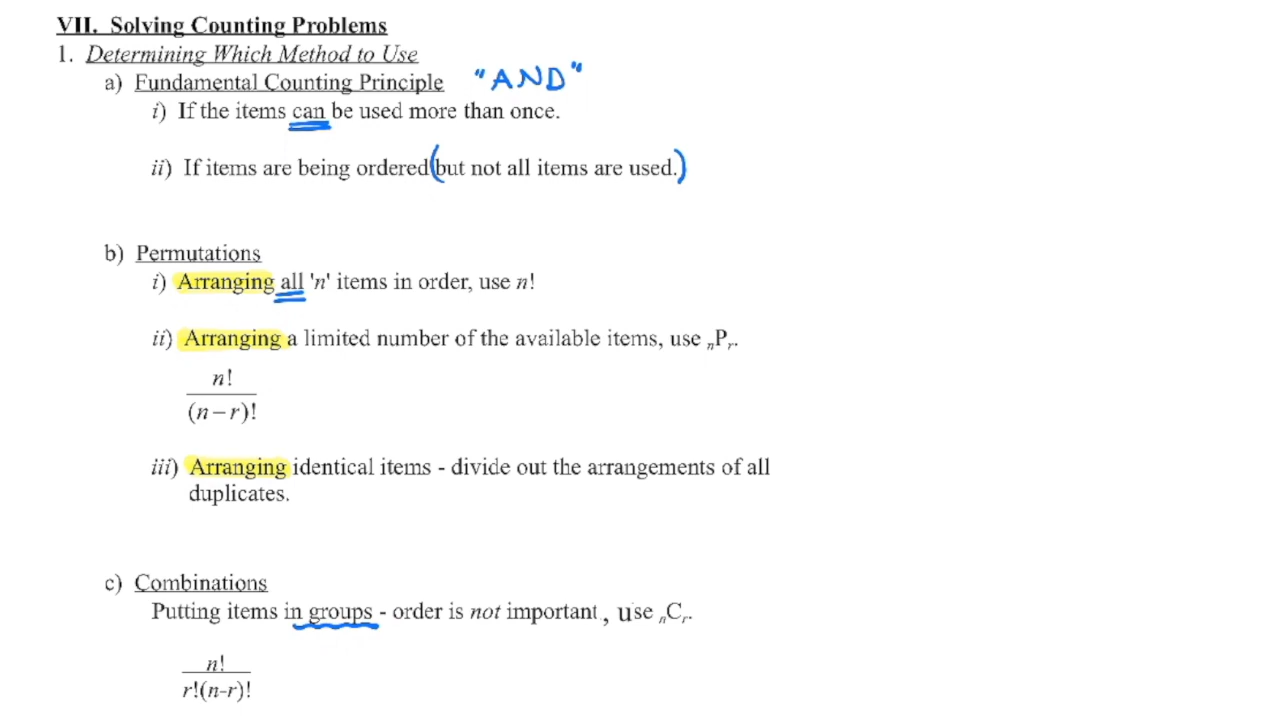 VII. Solving Counting Problems
1. Determining Which Method to Use
a) Fundamental Counting Principle "AND"
i) If the items can be used more than once.
ii) If items are being ordered (but not all items are used.)
b) Permutations
i) Arranging all 'n' items in order, use n!
ii) Arranging a limited number of the available items, use ₙPᵣ.
n!
(n – r)!
iii) Arranging identical items - divide out the arrangements of all
duplicates.
c) Combinations
Putting items in groups - order is not important, use ₙCᵣ.
n!
r!(n-r)!